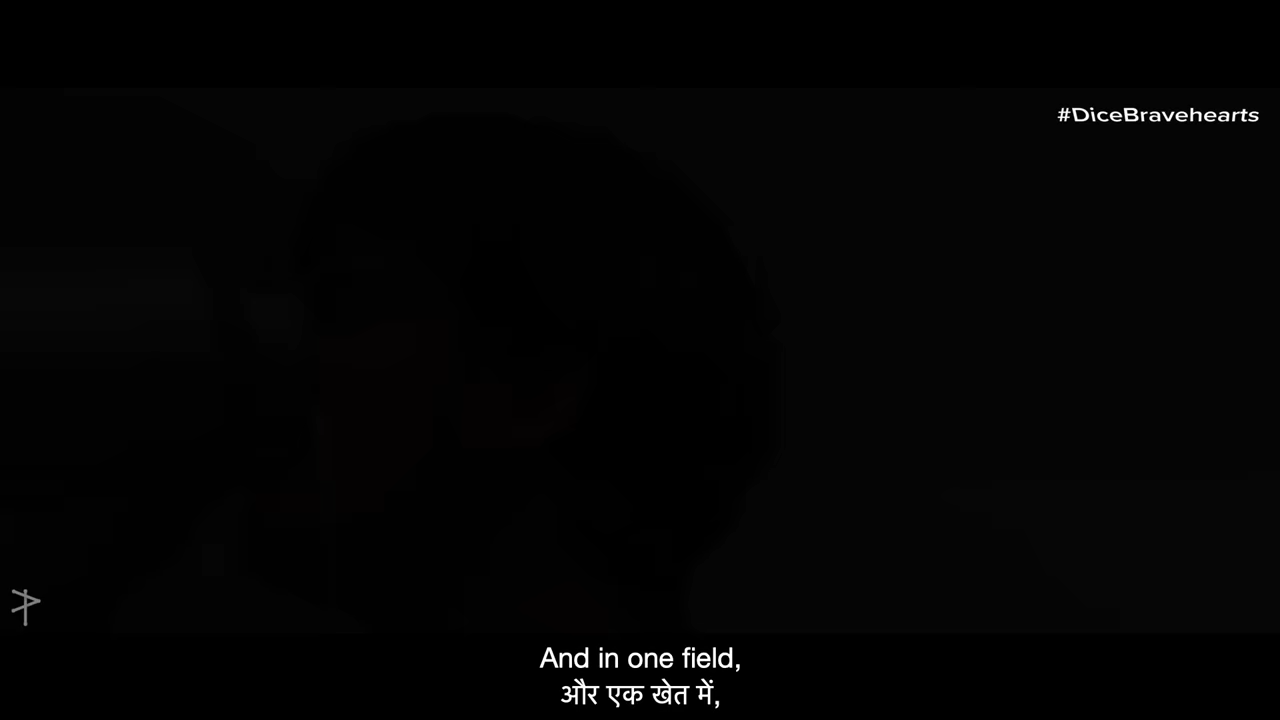 #DiceBravehearts
And in one field,
और एक खेत में,